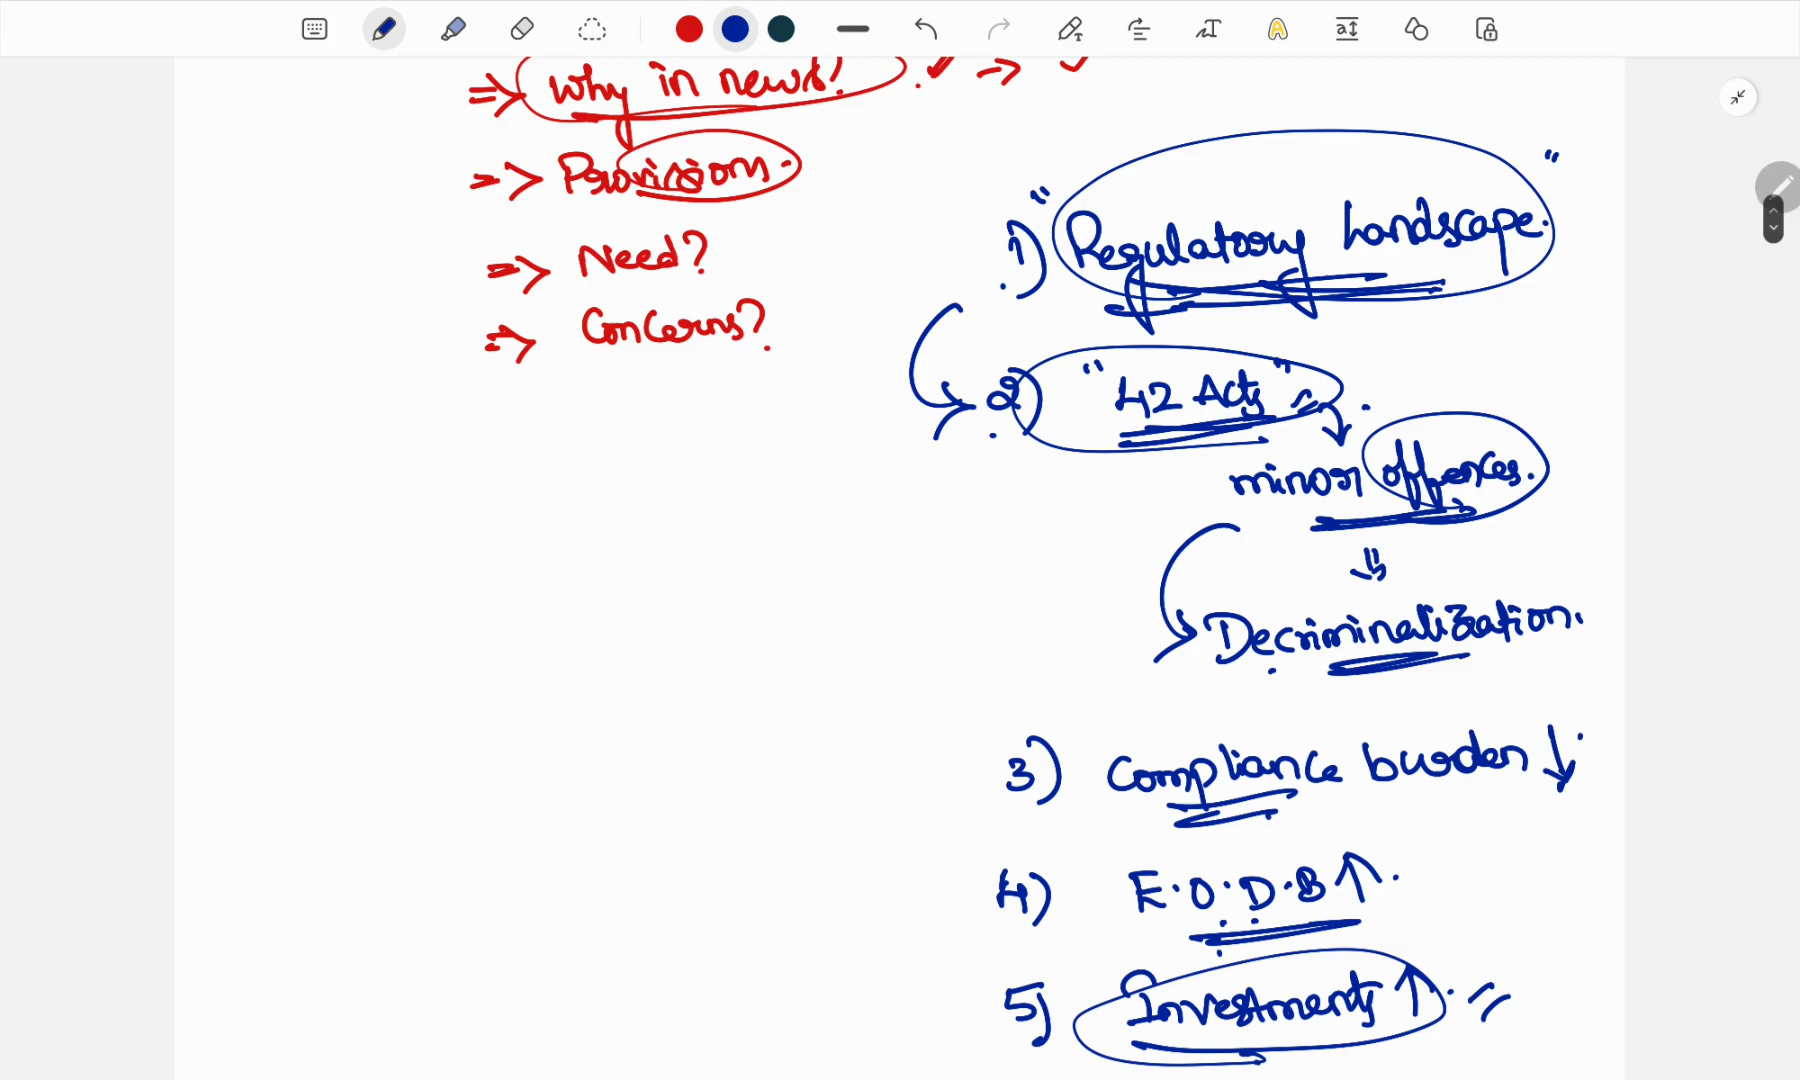 => Why in news? . ✓ →
=> Provision.
=> Need?
=> Concerns?
1) "Regulatory Landscape."
2) "42 Acts"
minor offences.
Decriminalization.
3) Compliance burden ↓
4) E.O.D.B ↑.
5) Investments ↑.